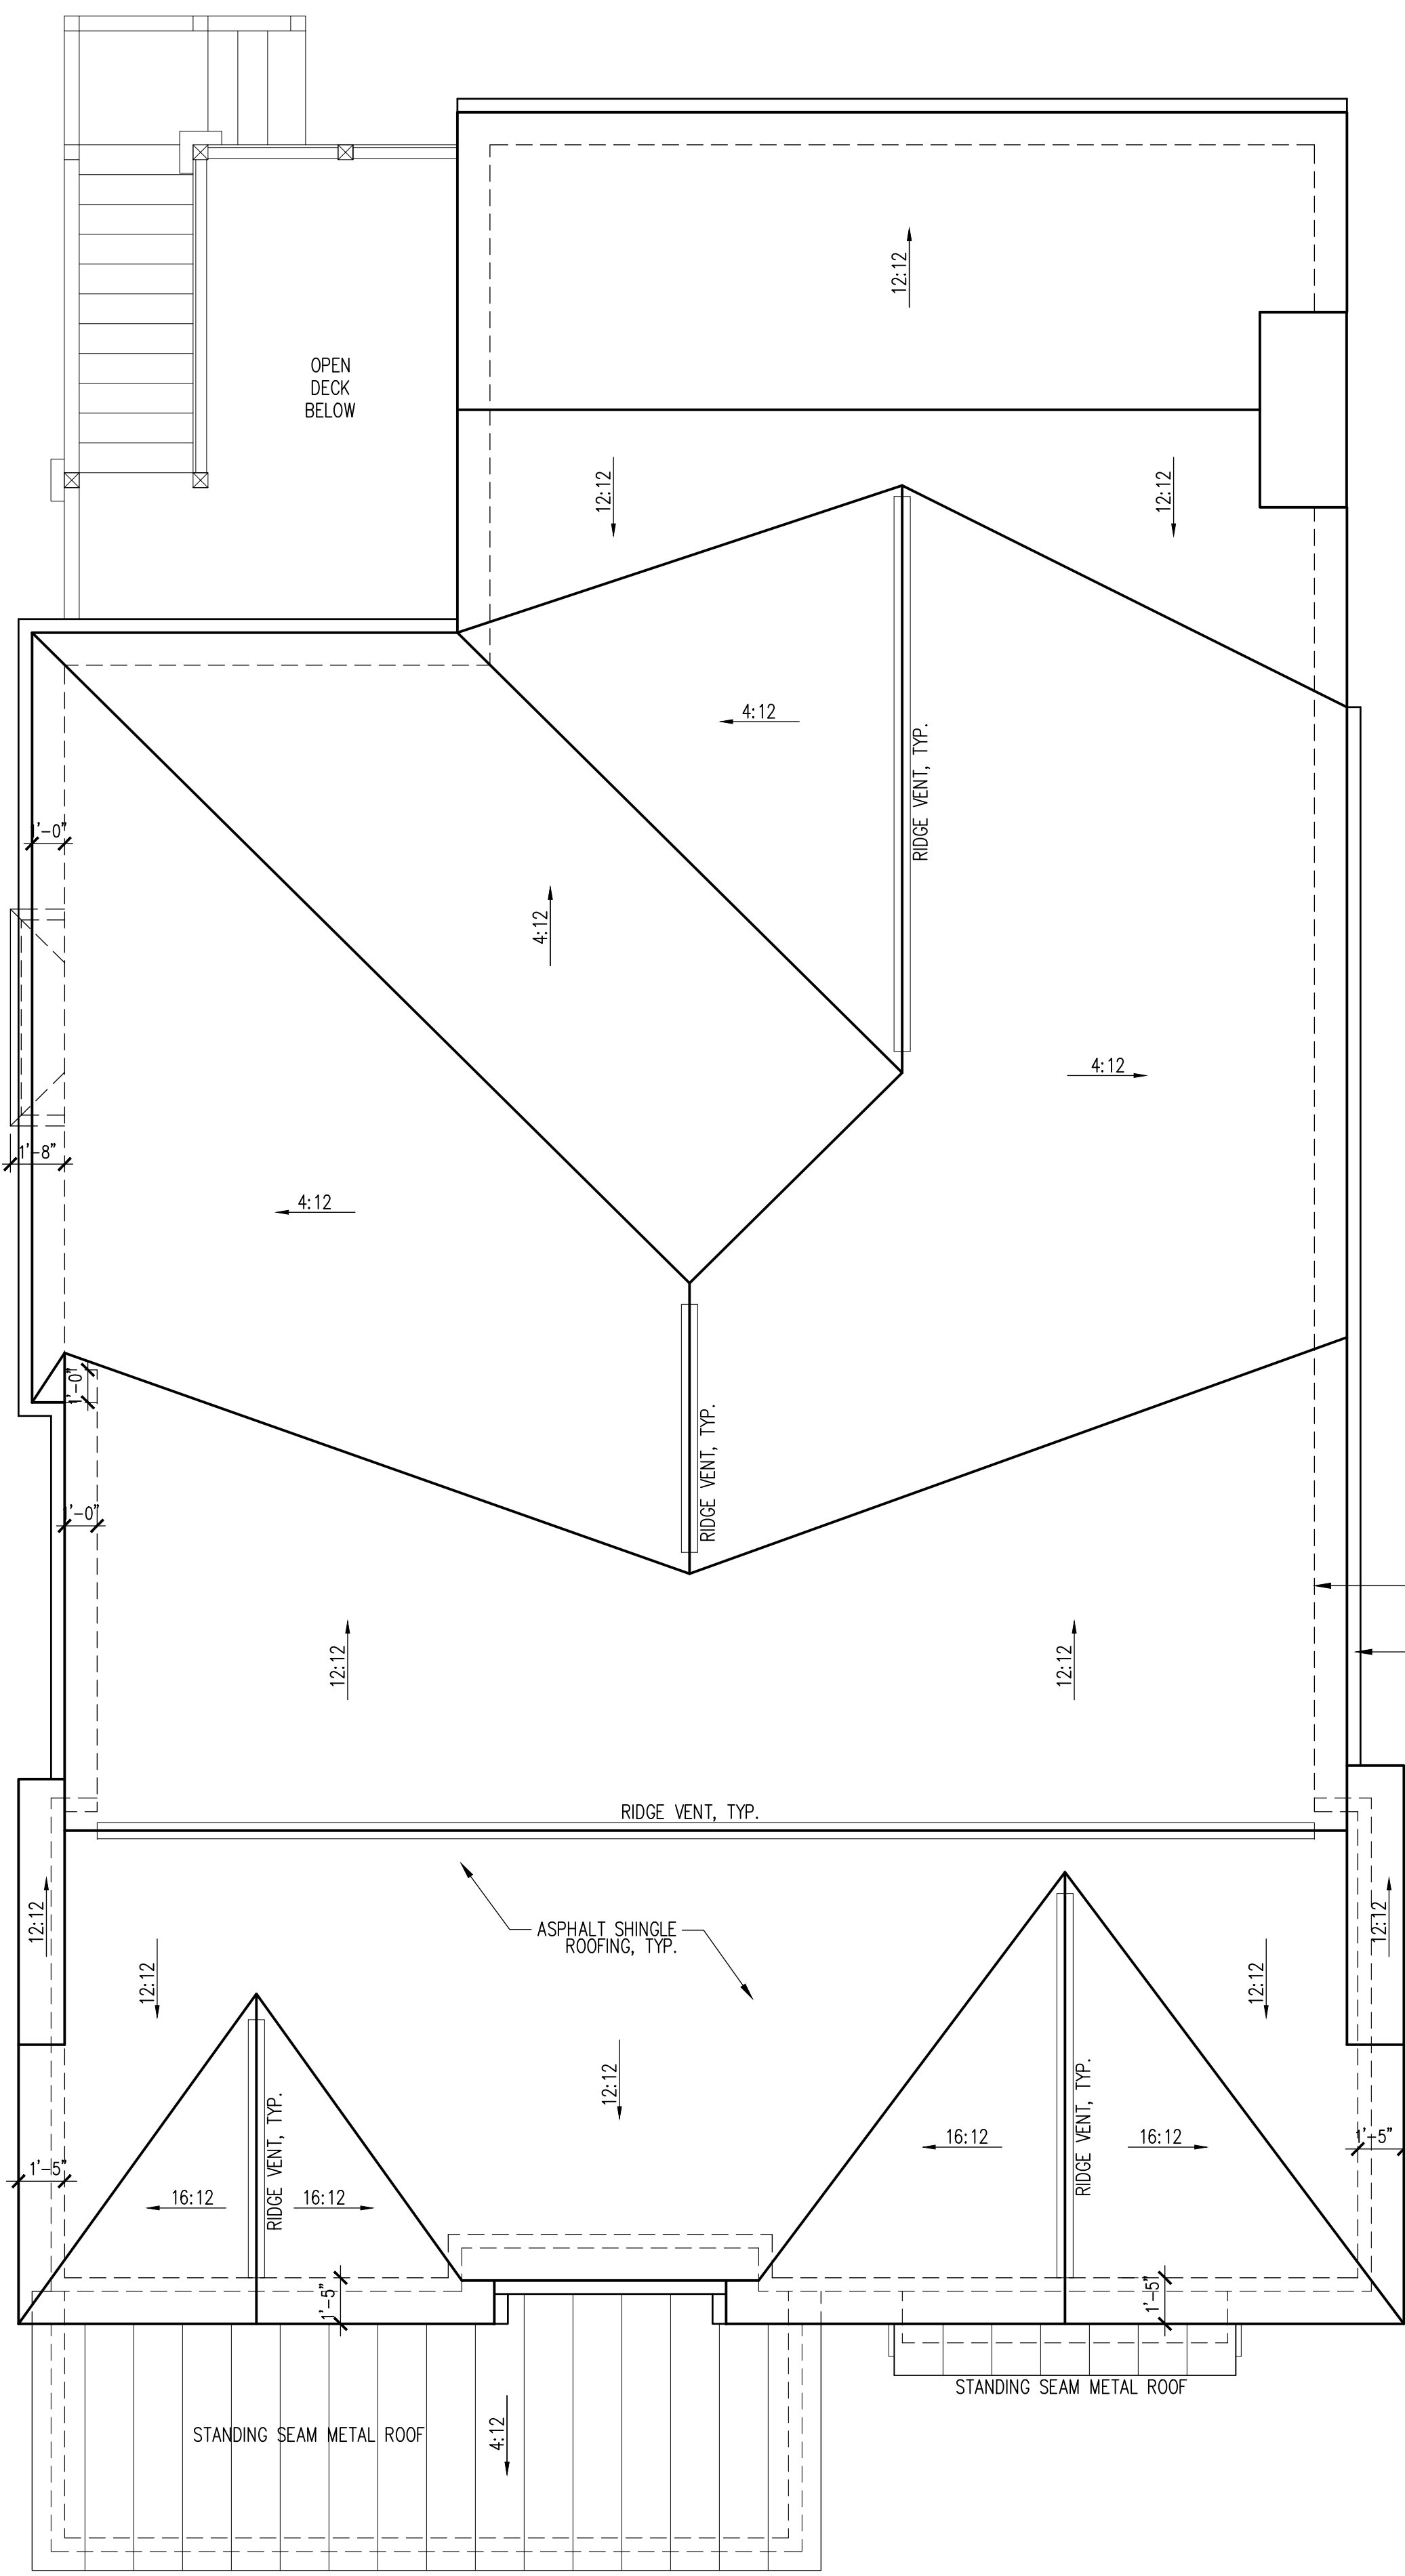 12:12
OPEN
DECK
BELOW
12:12
12:12
4:12
RIDGE VENT, TYP.
1'-0"
4:12
4:12
1'-8"
4:12
1'-0"
RIDGE VENT, TYP.
1'-0"
12:12
12:12
RIDGE VENT, TYP.
12:12
12:12
ASPHALT SHINGLE
ROOFING, TYP.
12:12
12:12
12:12
RIDGE VENT, TYP.
RIDGE VENT, TYP.
16:12
16:12
1'-5"
1'-5"
16:12
16:12
1'-5"
1'-5"
STANDING SEAM METAL ROOF
STANDING SEAM METAL ROOF
4:12